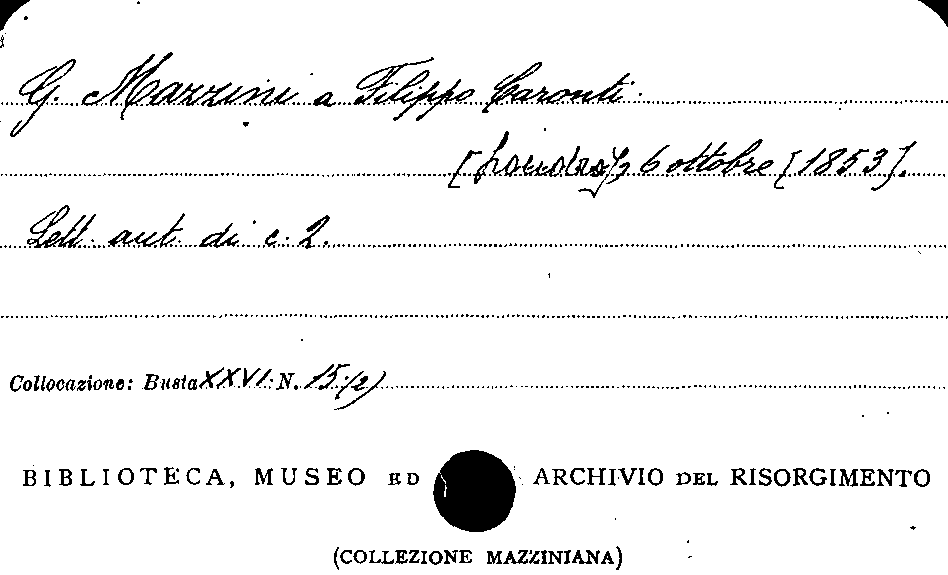 G. Mazzini a Filippo Caronti.
[Londra], 6 ottobre [1853].
Lett. aut. di c. 2.
Collocazione: Busta XXVI. N. 15.(2)
BIBLIOTECA, MUSEO ED ARCHIVIO DEL RISORGIMENTO
(COLLEZIONE MAZZINIANA)